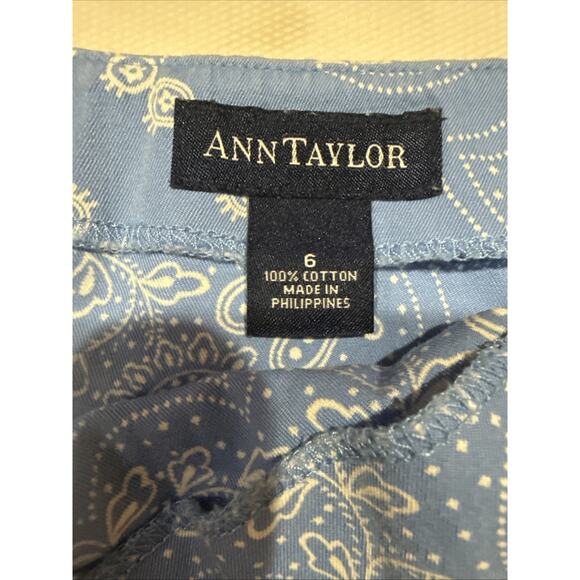 ANNTAYLOR
6
100% COTTON
MADE IN
PHILIPPINES